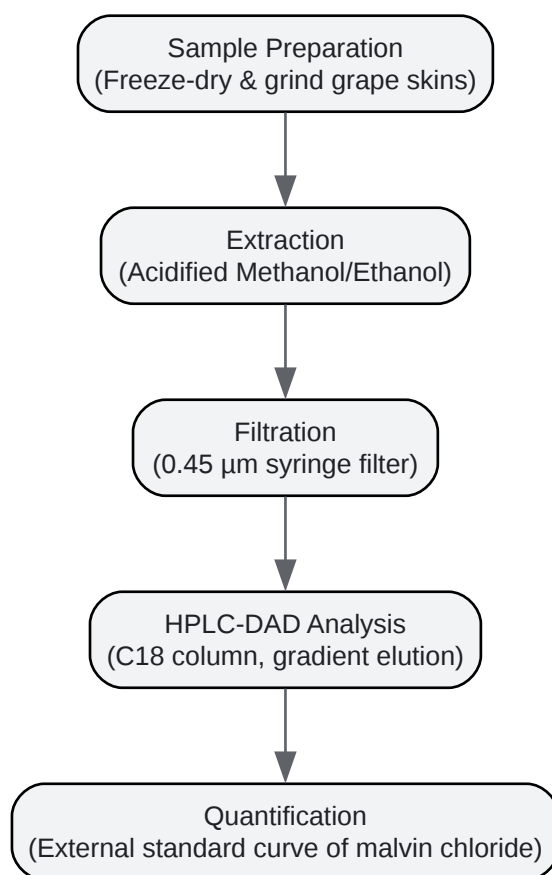 Sample Preparation
(Freeze-dry & grind grape skins)
Extraction
(Acidified Methanol/Ethanol)
Filtration
(0.45 µm syringe filter)
HPLC-DAD Analysis
(C18 column, gradient elution)
Quantification
(External standard curve of malvin chloride)